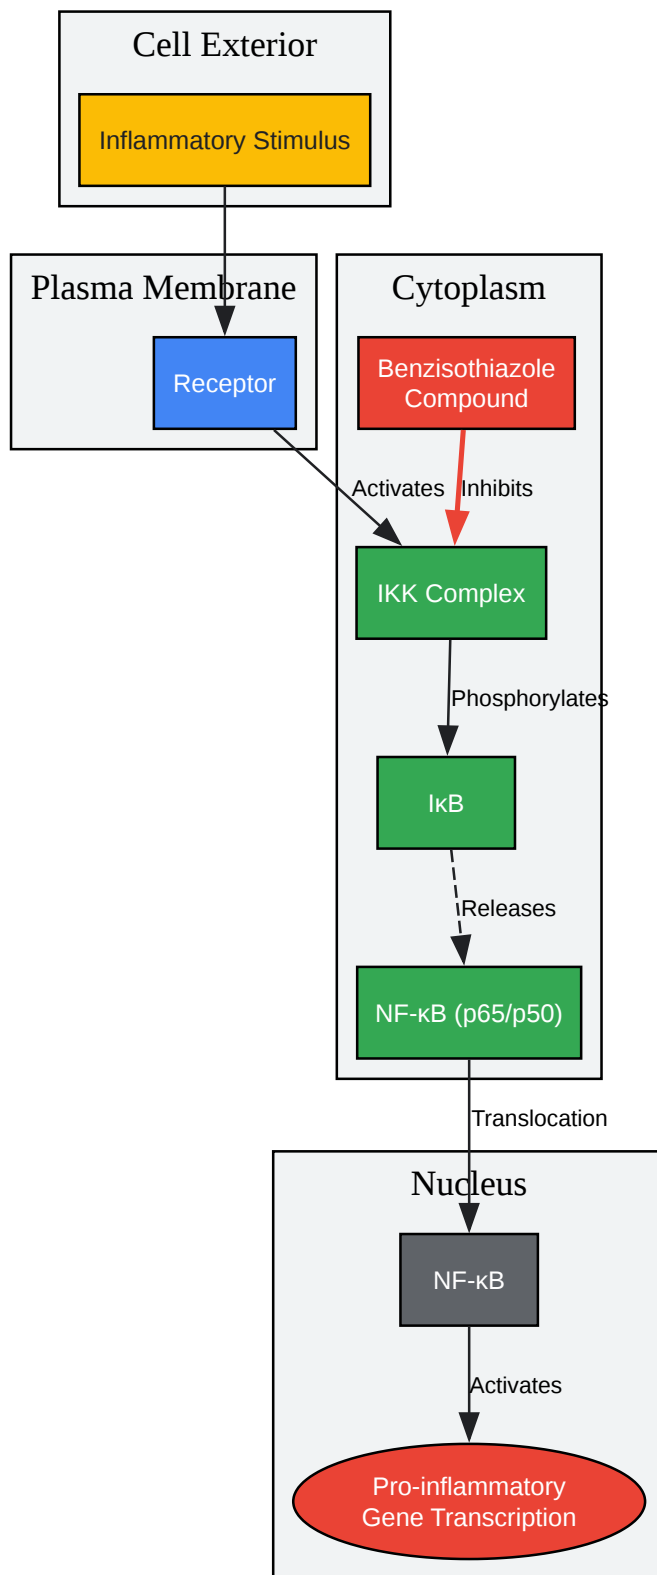 Cell Exterior
Inflammatory Stimulus
Plasma Membrane
Cytoplasm
Receptor
Benzisothiazole
Compound
Activates
Inhibits
IKK Complex
Phosphorylates
IκB
Releases
NF-κB (p65/p50)
Translocation
Nucleus
NF-κB
Activates
Pro-inflammatory
Gene Transcription